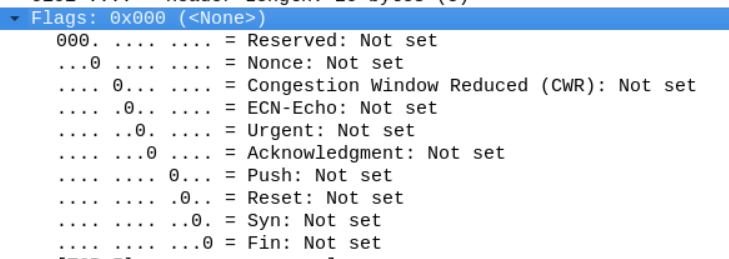 Flags: 0x000 (<None>)
000. .... .... = Reserved: Not set
...0 .... .... = Nonce: Not set
.... 0... .... = Congestion Window Reduced (CWR): Not set
.... .0.. .... = ECN-Echo: Not set
.... ..0. .... = Urgent: Not set
.... ...0 .... = Acknowledgment: Not set
.... .... 0... = Push: Not set
.... .... .0.. = Reset: Not set
.... .... ..0. = Syn: Not set
.... .... ...0 = Fin: Not set